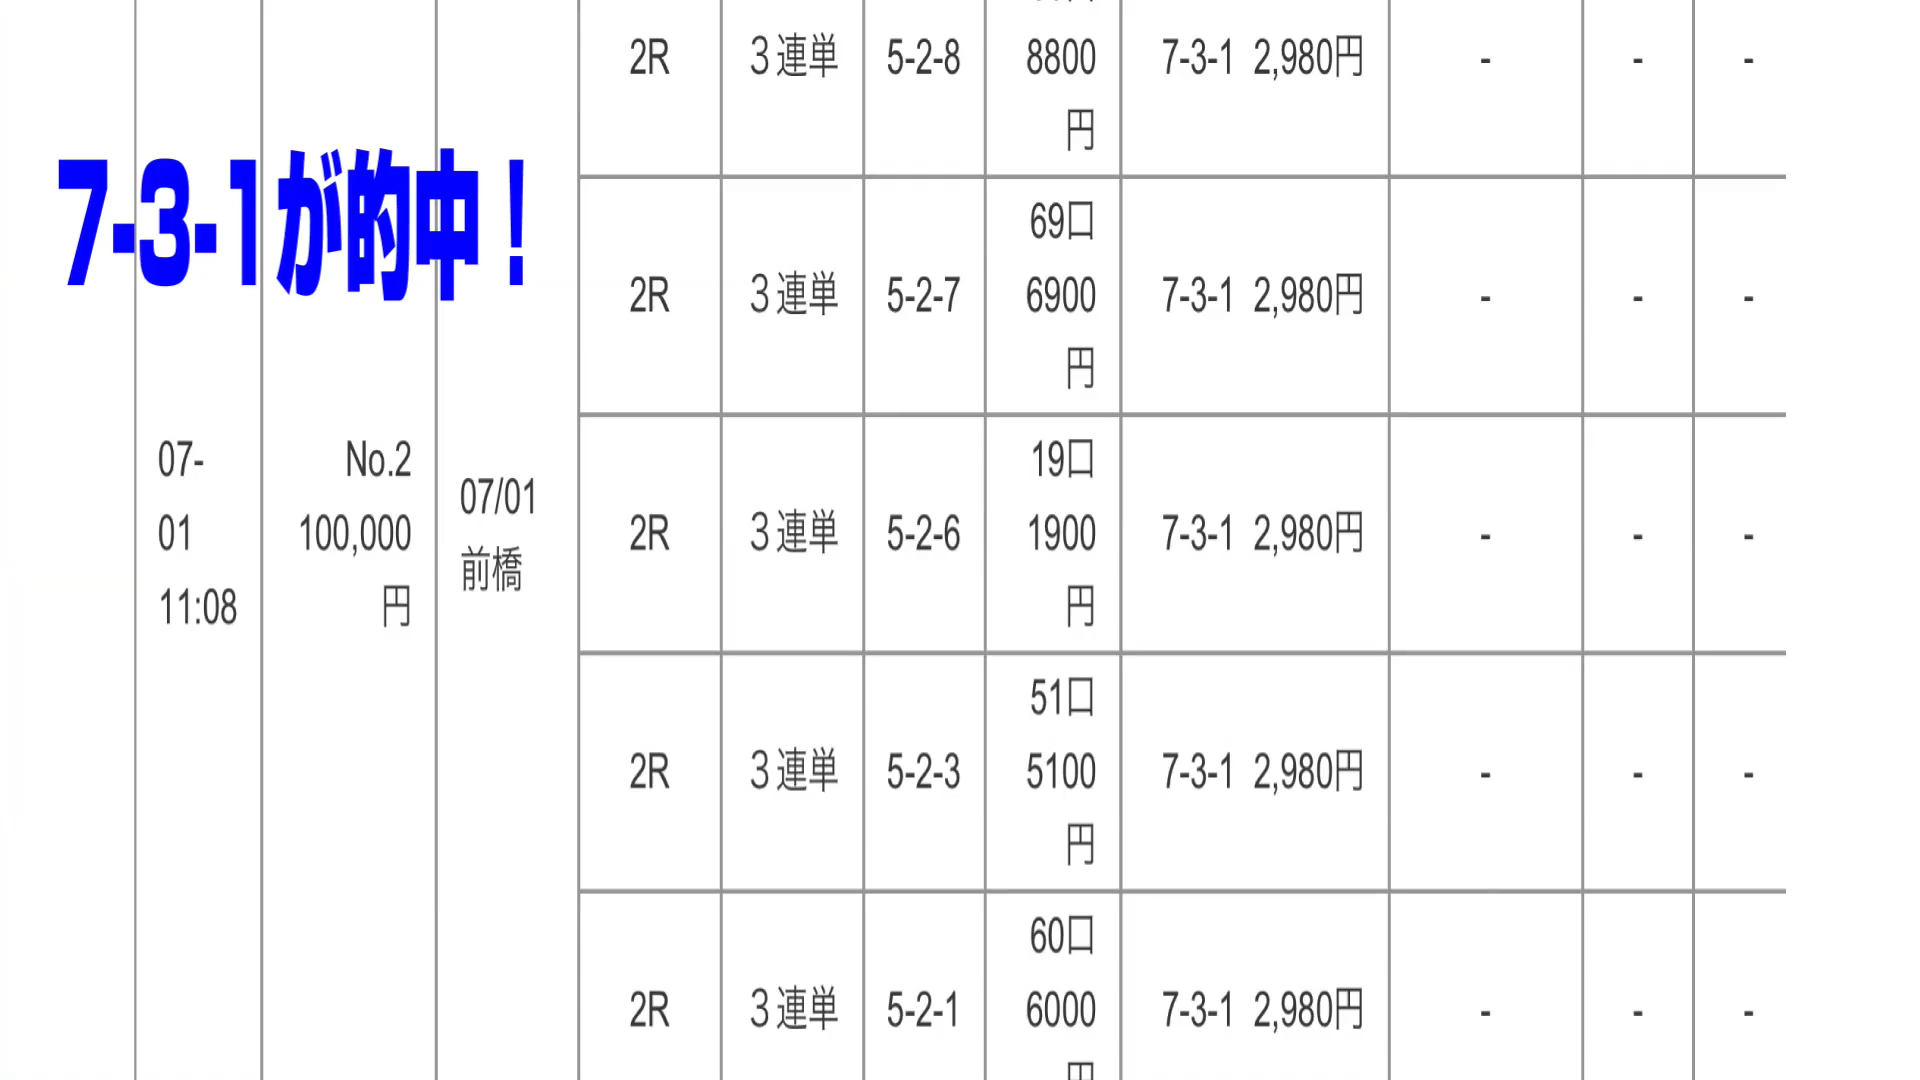 7-3-1が的中！
07-
01
11:08
No.2
100,000
円
07/01
前橋
2R ３連単 5-2-8 8800 7-3-1 2,980円 - - -
円
69口
2R ３連単 5-2-7 6900 7-3-1 2,980円 - - -
円
19口
2R ３連単 5-2-6 1900 7-3-1 2,980円 - - -
円
51口
2R ３連単 5-2-3 5100 7-3-1 2,980円 - - -
円
60口
2R ３連単 5-2-1 6000 7-3-1 2,980円 - - -
円